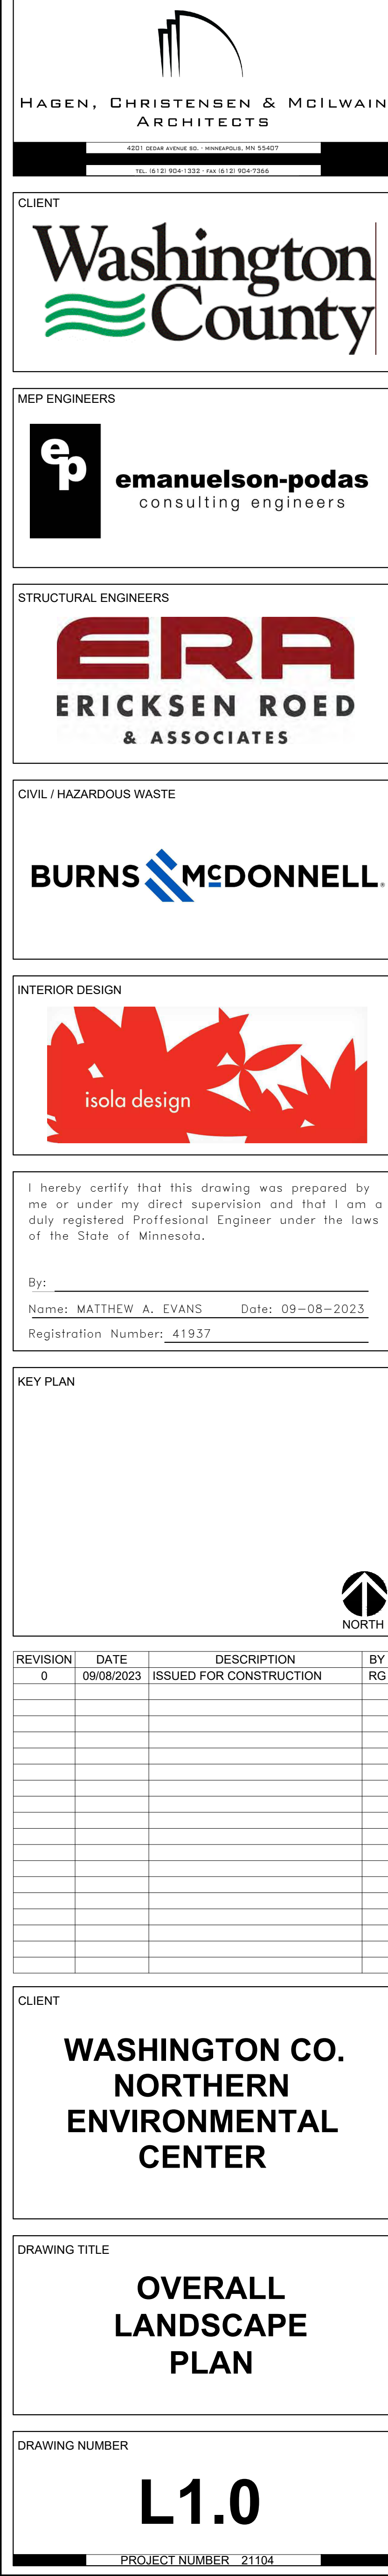 HAGEN, CHRISTENSEN & MCILWAIN
ARCHITECTS
4201 CEDAR AVENUE SO. · MINNEAPOLIS, MN 55407
TEL. (612) 904-1332 · FAX (612) 904-7366
CLIENT
Washington
County
MEP ENGINEERS
ep
emanuelson-podas
consulting engineers
STRUCTURAL ENGINEERS
ERA
ERICKSEN ROED
& ASSOCIATES
CIVIL / HAZARDOUS WASTE
BURNS McDONNELL®
INTERIOR DESIGN
isola design
I hereby certify that this drawing was prepared by
me or under my direct supervision and that I am a
duly registered Proffesional Engineer under the laws
of the State of Minnesota.
By:
Name: MATTHEW A. EVANS Date: 09-08-2023
Registration Number: 41937
KEY PLAN
NORTH
REVISION DATE DESCRIPTION BY
0 09/08/2023 ISSUED FOR CONSTRUCTION RG
CLIENT
WASHINGTON CO.
NORTHERN
ENVIRONMENTAL
CENTER
DRAWING TITLE
OVERALL
LANDSCAPE
PLAN
DRAWING NUMBER
L1.0
PROJECT NUMBER 21104